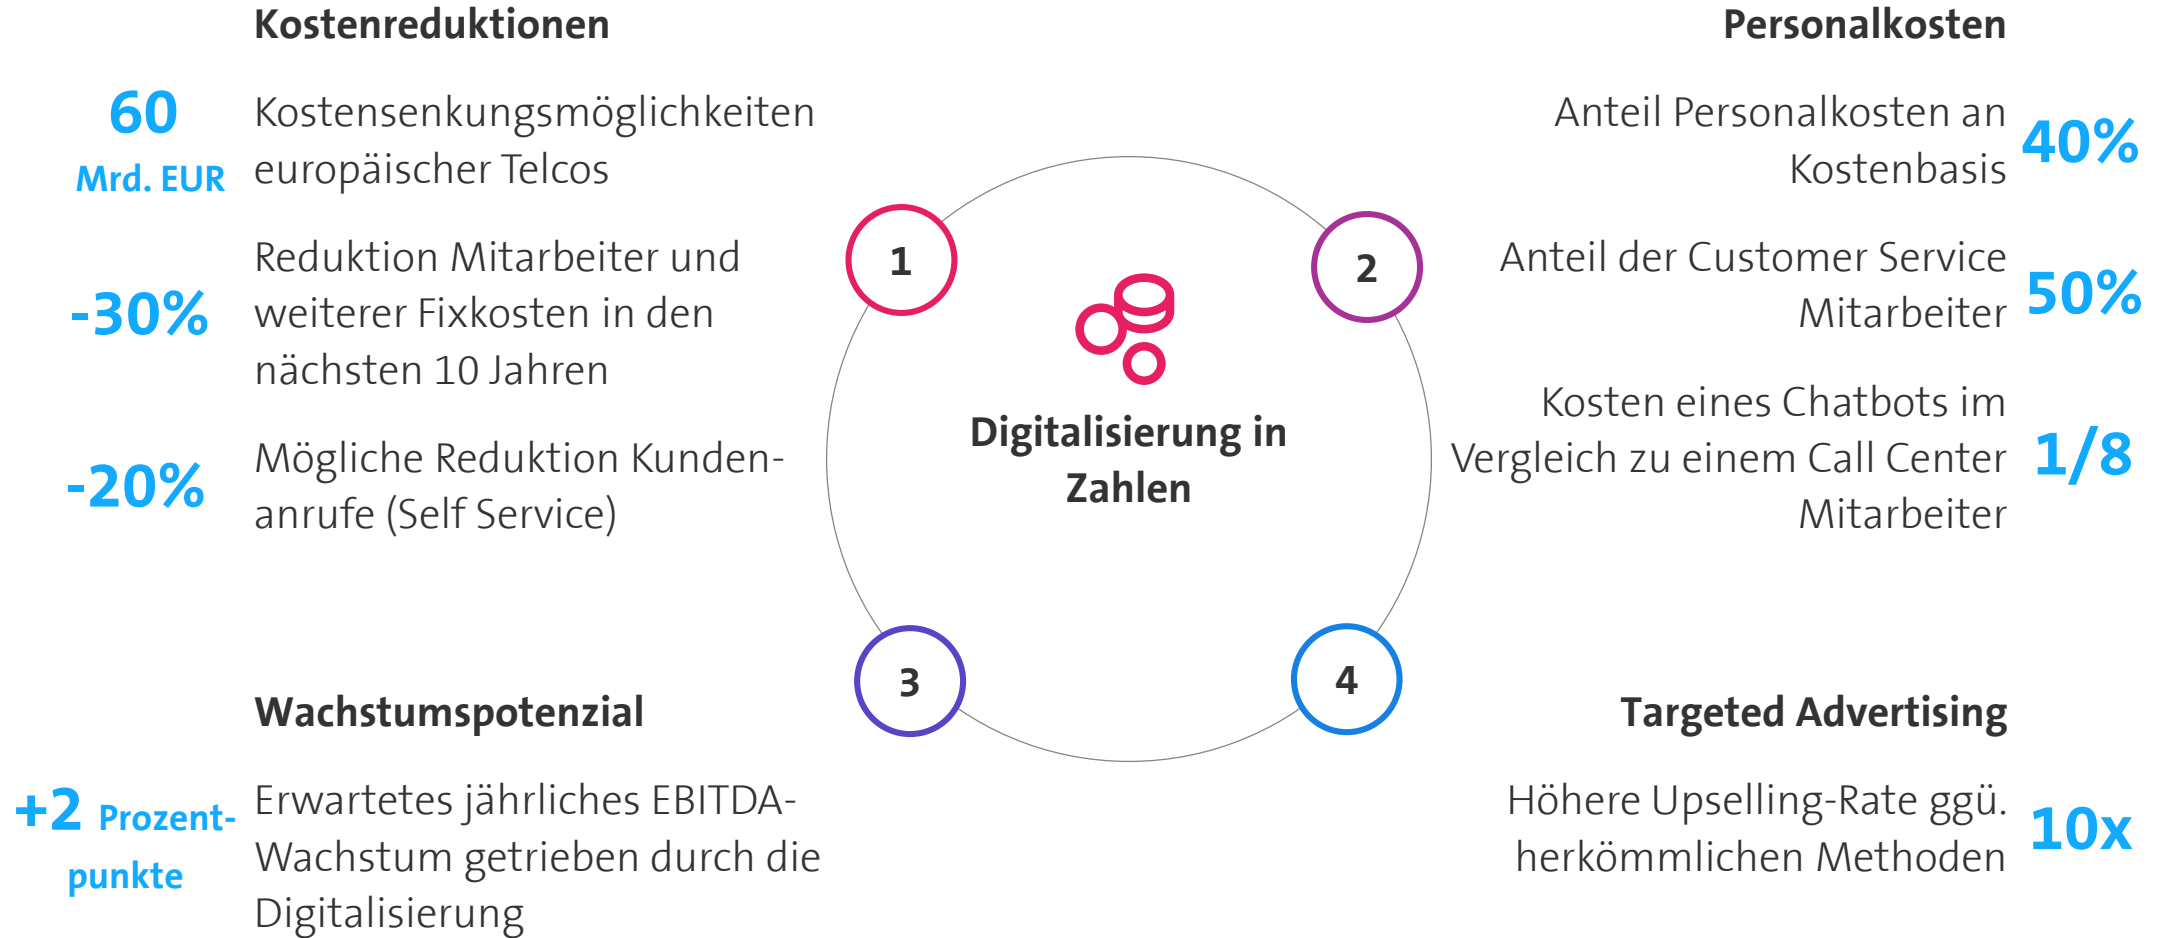 Kostenreduktionen
60
Mrd. EUR
Kostensenkungsmöglichkeiten
europäischer Telcos
-30%
Reduktion Mitarbeiter und
weiterer Fixkosten in den
nächsten 10 Jahren
-20%
Mögliche Reduktion Kunden-
anrufe (Self Service)
Personalkosten
Anteil Personalkosten an
Kostenbasis
40%
Anteil der Customer Service
Mitarbeiter
50%
Kosten eines Chatbots im
Vergleich zu einem Call Center
Mitarbeiter
1/8
1
2
Digitalisierung in
Zahlen
3
4
Wachstumspotenzial
+2 Prozent-
punkte
Erwartetes jährliches EBITDA-
Wachstum getrieben durch die
Digitalisierung
Targeted Advertising
Höhere Upselling-Rate ggü.
herkömmlichen Methoden
10x